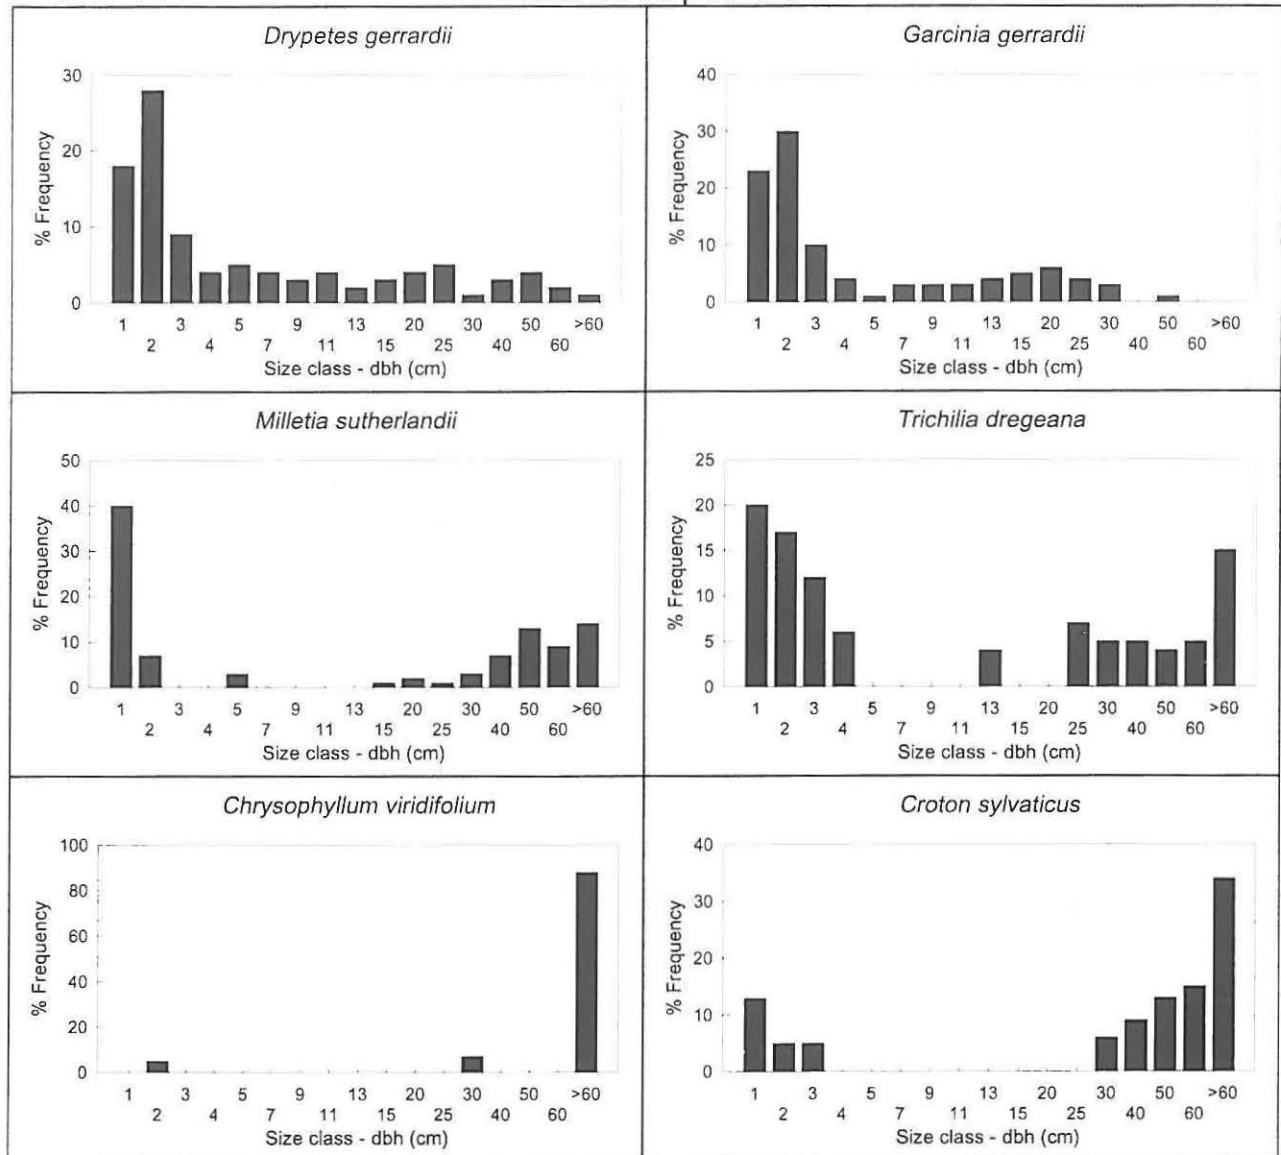 Drypetes gerrardii
30
20
10
0
% Frequency
1 3 5 9 13 20 30 50 >60
2 4 7 11 15 25 40 60
Size class - dbh (cm)
Garcinia gerrardii
40
30
20
10
0
% Frequency
1 3 5 9 13 20 30 50 >60
2 4 7 11 15 25 40 60
Size class - dbh (cm)
Milletia sutherlandii
50
40
30
20
10
0
% Frequency
1 3 5 9 13 20 30 50 >60
2 4 7 11 15 25 40 60
Size class - dbh (cm)
Trichilia dregeana
25
20
15
10
5
0
% Frequency
1 3 5 9 13 20 30 50 >60
2 4 7 11 15 25 40 60
Size class - dbh (cm)
Chrysophyllum viridifolium
100
80
60
40
20
0
% Frequency
1 3 5 9 13 20 30 50 >60
2 4 7 11 15 25 40 60
Size class - dbh (cm)
Croton sylvaticus
40
30
20
10
0
% Frequency
1 3 5 9 13 20 30 50 >60
2 4 7 11 15 25 40 60
Size class - dbh (cm)